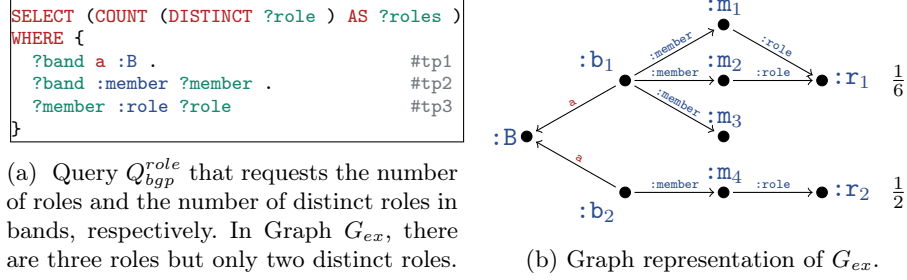 SELECT (COUNT (DISTINCT ?role ) AS ?roles )
WHERE {
?band a :B . #tp1
?band :member ?member . #tp2
?member :role ?role #tp3
}
(a) Query Q_{bgp}^{role} that requests the number
of roles and the number of distinct roles in
bands, respectively. In Graph G_{ex}, there
are three roles but only two distinct roles.
:m₁
:member
:role
:b₁
:member
:m₂
:role
:r₁
1/6
:member
a
:m₃
:B
a
:member
:m₄
:role
:r₂
1/2
:b₂
(b) Graph representation of G_{ex}.